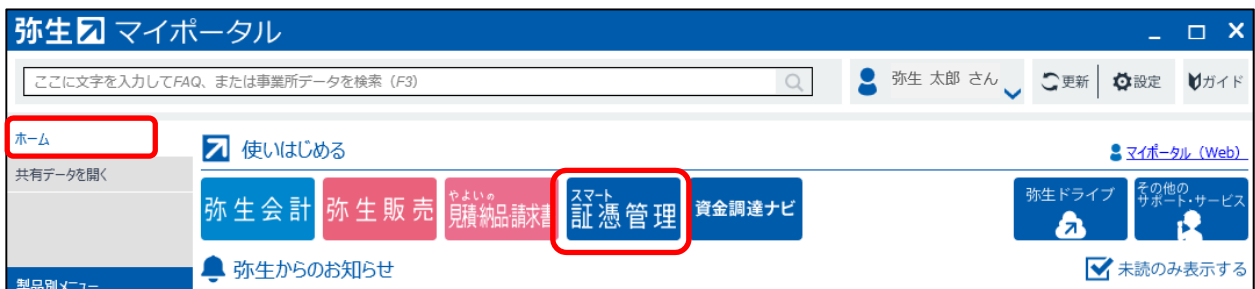 弥生 マイポータル
ここに文字を入力してFAQ、または事業所データを検索（F3）
弥生 太郎 さん
更新
設定
ガイド
ホーム
使いはじめる
マイポータル（Web）
共有データを開く
弥生会計
弥生販売
やよいの
見積納品請求書
スマート
証憑管理
資金調達ナビ
弥生ドライブ
その他の
サポート・サービス
弥生からのお知らせ
未読のみ表示する
製品別メニュー